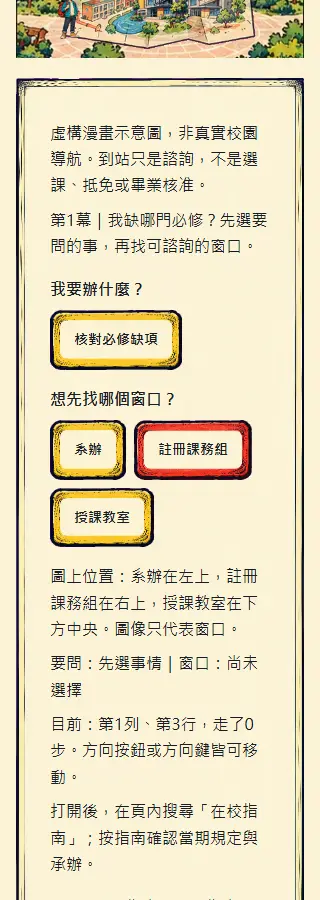 虛構漫畫示意圖，非真實校園
導航。到站只是諮詢，不是選
課、抵免或畢業核准。
第1幕｜我缺哪門必修？先選要
問的事，再找可諮詢的窗口。
我要辦什麼？
核對必修缺項
想先找哪個窗口？
系辦
註冊課務組
授課教室
圖上位置：系辦在左上，註冊
課務組在右上，授課教室在下
方中央。圖像只代表窗口。
要問：先選事情｜窗口：尚未
選擇
目前：第1列、第3行，走了0
步。方向按鈕或方向鍵皆可移
動。
打開後，在頁內搜尋「在校指
南」；按指南確認當期規定與
承辦。